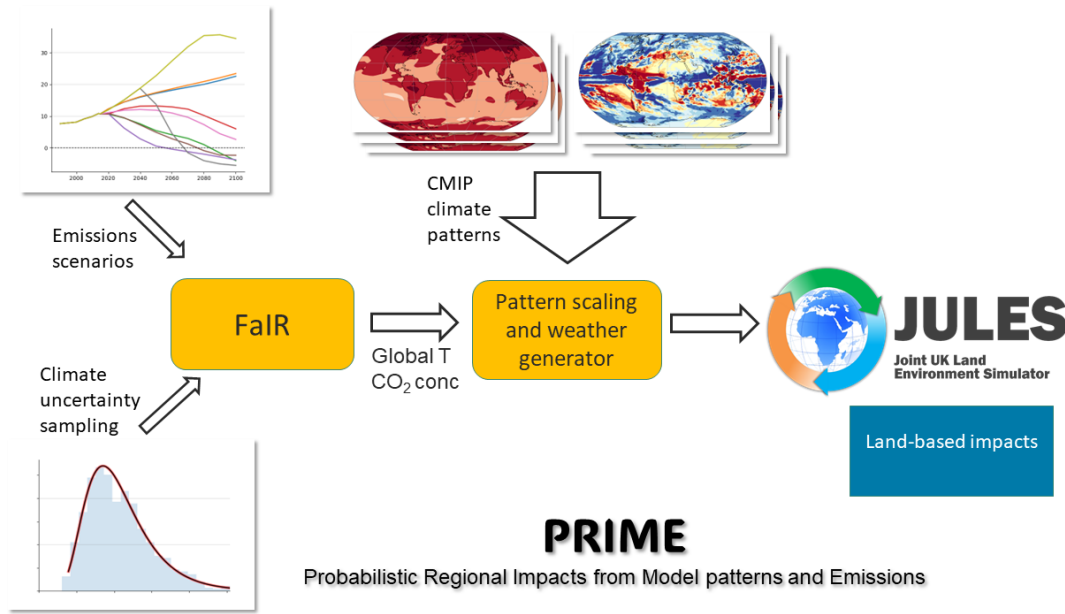 30
20
10
0
2000
2020
2040
2060
2080
2100
CMIP
climate
patterns
Emissions
scenarios
FaIR
Global T
CO₂ conc
Pattern scaling
and weather
generator
JULES
Joint UK Land
Environment Simulator
Climate
uncertainty
sampling
Land-based impacts
PRIME
Probabilistic Regional Impacts from Model patterns and Emissions